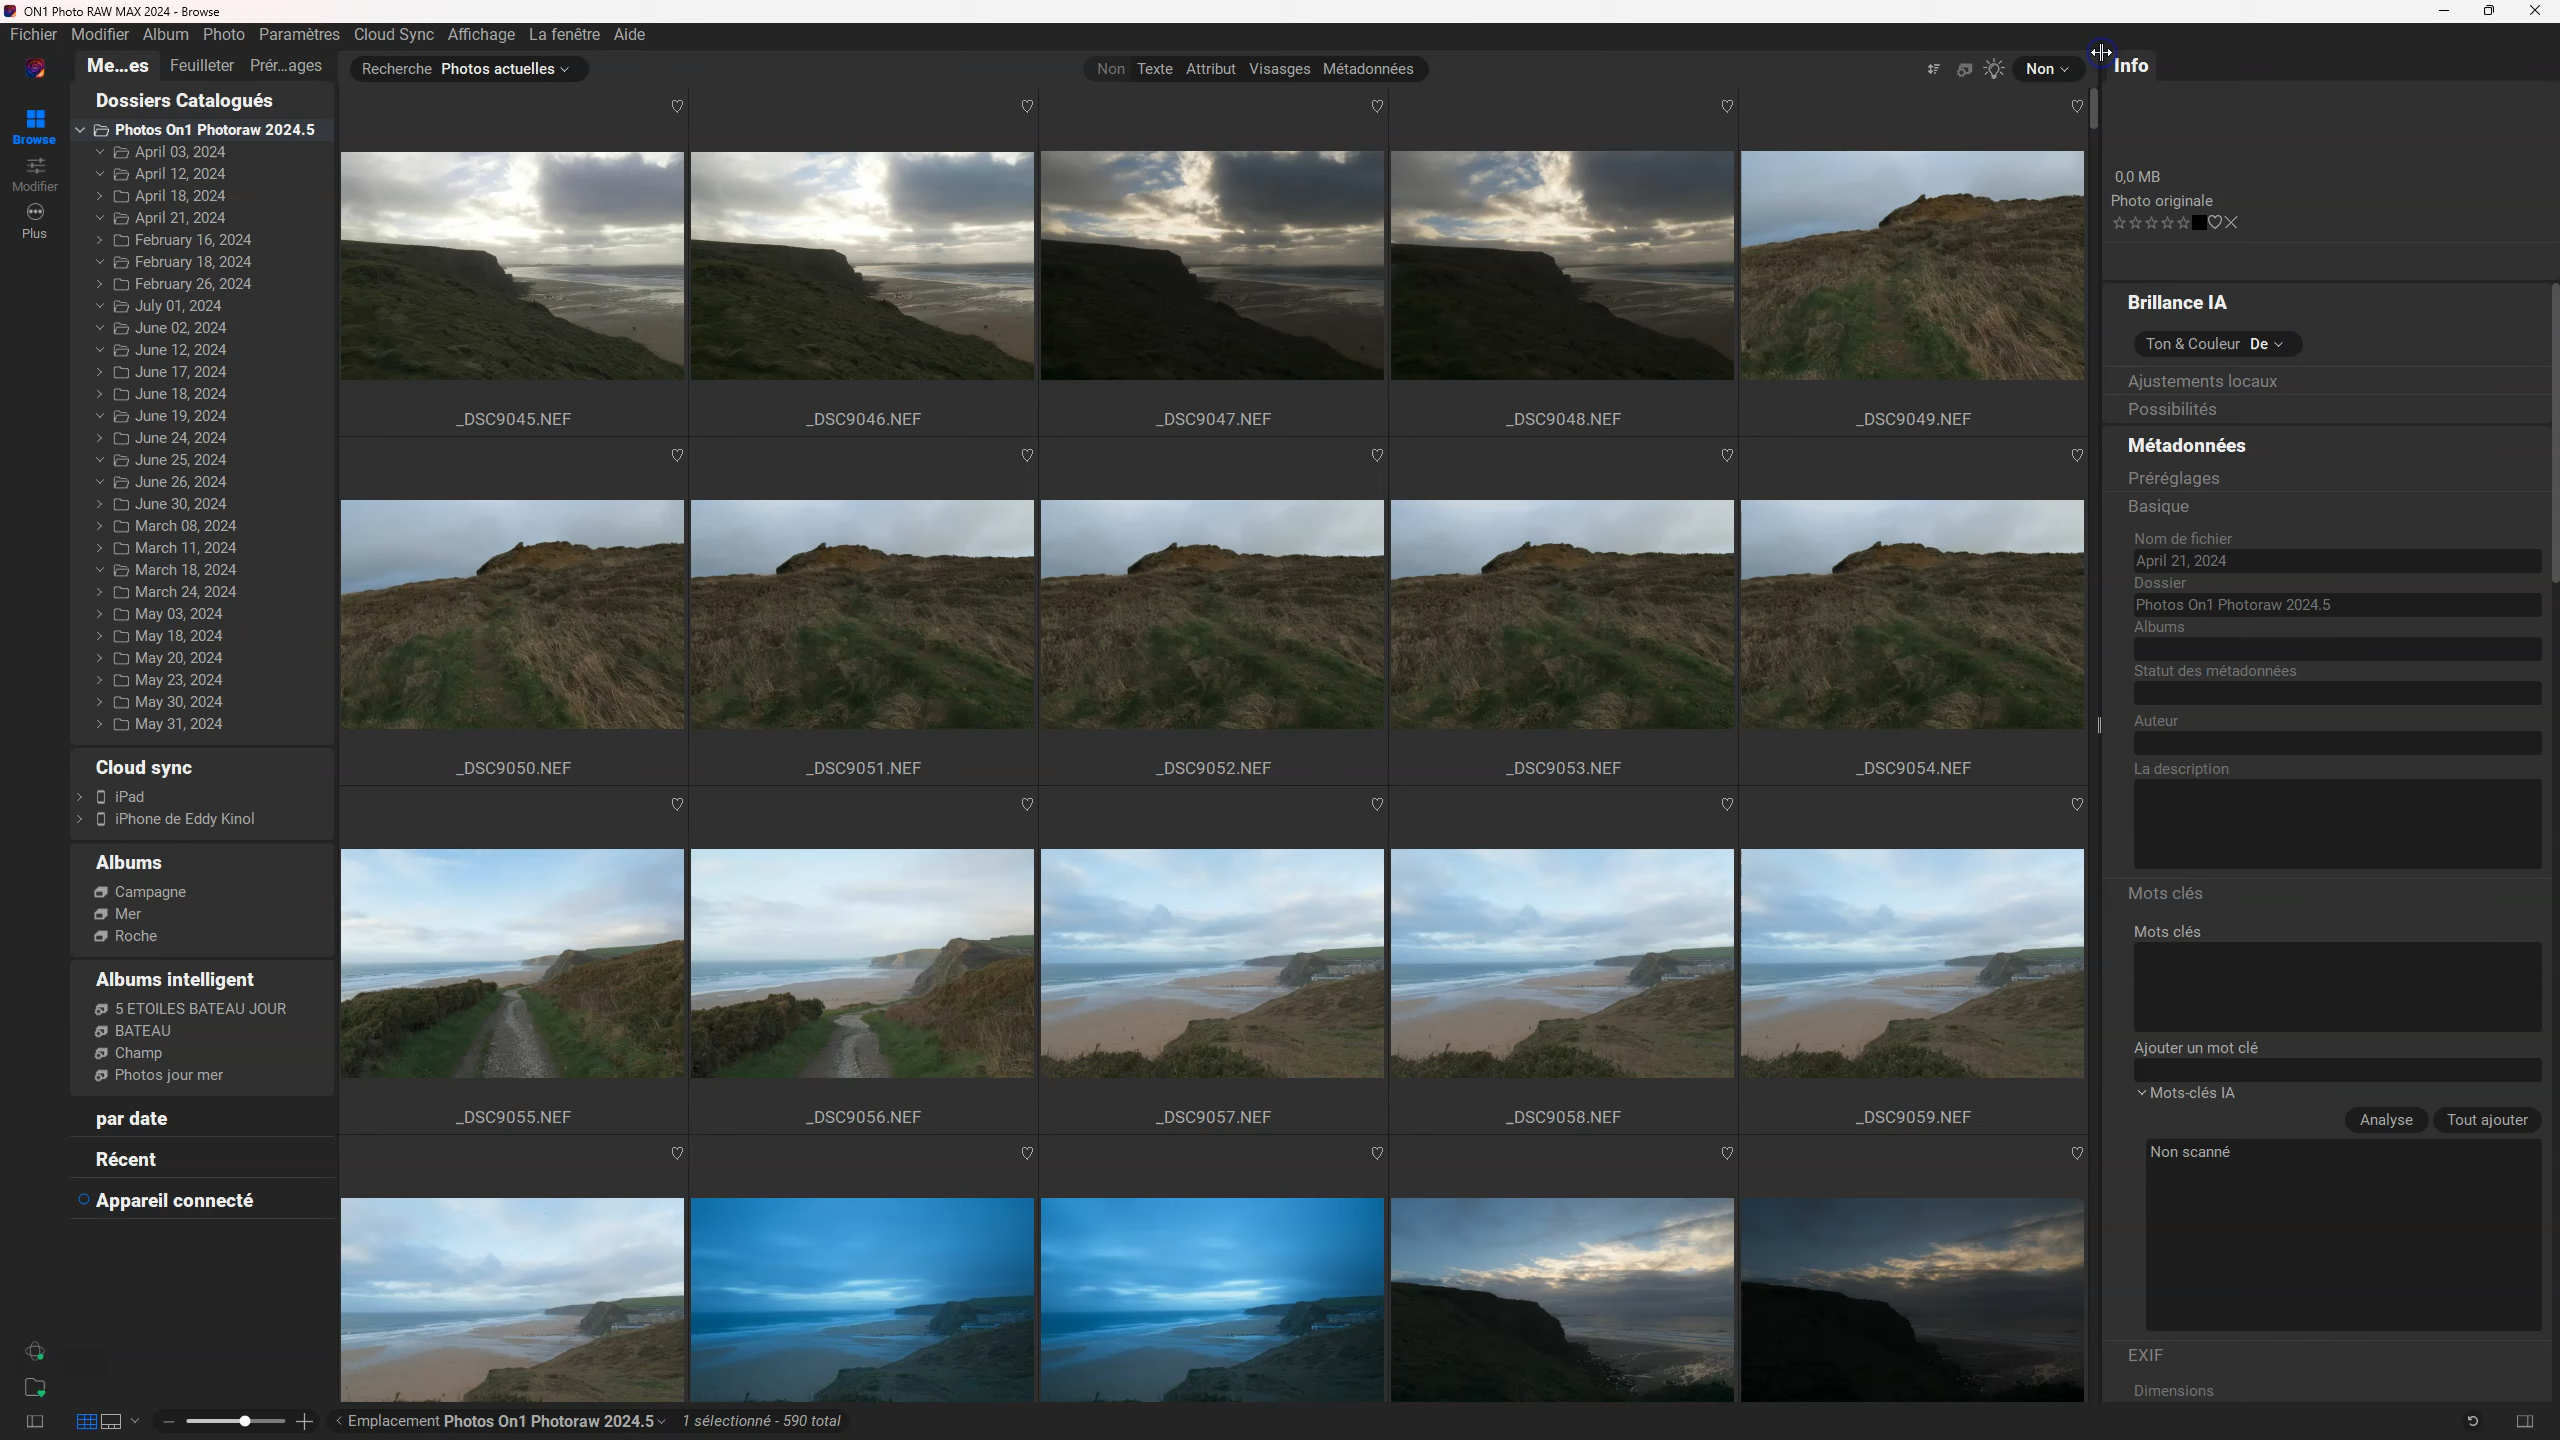 ON1 Photo RAW MAX 2024 - Browse
Fichier Modifier Album Photo Paramètres Cloud Sync Affichage La fenêtre Aide
Me...es Feuilleter Prér...ages
Recherche Photos actuelles
Non Texte Attribut Visages Métadonnées
Non
Info
Browse
Modifier
Plus
Dossiers Catalogués
Photos On1 Photoraw 2024.5
April 03, 2024
April 12, 2024
April 18, 2024
April 21, 2024
February 16, 2024
February 18, 2024
February 26, 2024
July 01, 2024
June 02, 2024
June 12, 2024
June 17, 2024
June 18, 2024
June 19, 2024
June 24, 2024
June 25, 2024
June 26, 2024
June 30, 2024
March 08, 2024
March 11, 2024
March 18, 2024
March 24, 2024
May 03, 2024
May 18, 2024
May 20, 2024
May 23, 2024
May 30, 2024
May 31, 2024
Cloud sync
iPad
iPhone de Eddy Kinol
Albums
Campagne
Mer
Roche
Albums intelligent
5 ETOILES BATEAU JOUR
BATEAU
Champ
Photos jour mer
par date
Récent
Appareil connecté
_DSC9045.NEF _DSC9046.NEF _DSC9047.NEF _DSC9048.NEF _DSC9049.NEF
_DSC9050.NEF _DSC9051.NEF _DSC9052.NEF _DSC9053.NEF _DSC9054.NEF
_DSC9055.NEF _DSC9056.NEF _DSC9057.NEF _DSC9058.NEF _DSC9059.NEF
0,0 MB
Photo originale
Brillance IA
Ton & Couleur De
Ajustements locaux
Possibilités
Métadonnées
Préréglages
Basique
Nom de fichier
April 21, 2024
Dossier
Photos On1 Photoraw 2024.5
Albums
Statut des métadonnées
Auteur
La description
Mots clés
Mots clés
Ajouter un mot clé
Mots-clés IA
Analyse Tout ajouter
Non scanné
EXIF
Dimensions
Emplacement Photos On1 Photoraw 2024.5 1 sélectionné - 590 total